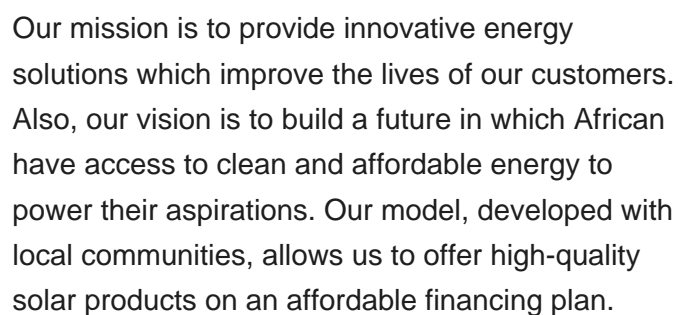 Our mission is to provide innovative energy
solutions which improve the lives of our customers.
Also, our vision is to build a future in which African
have access to clean and affordable energy to
power their aspirations. Our model, developed with
local communities, allows us to offer high-quality
solar products on an affordable financing plan.